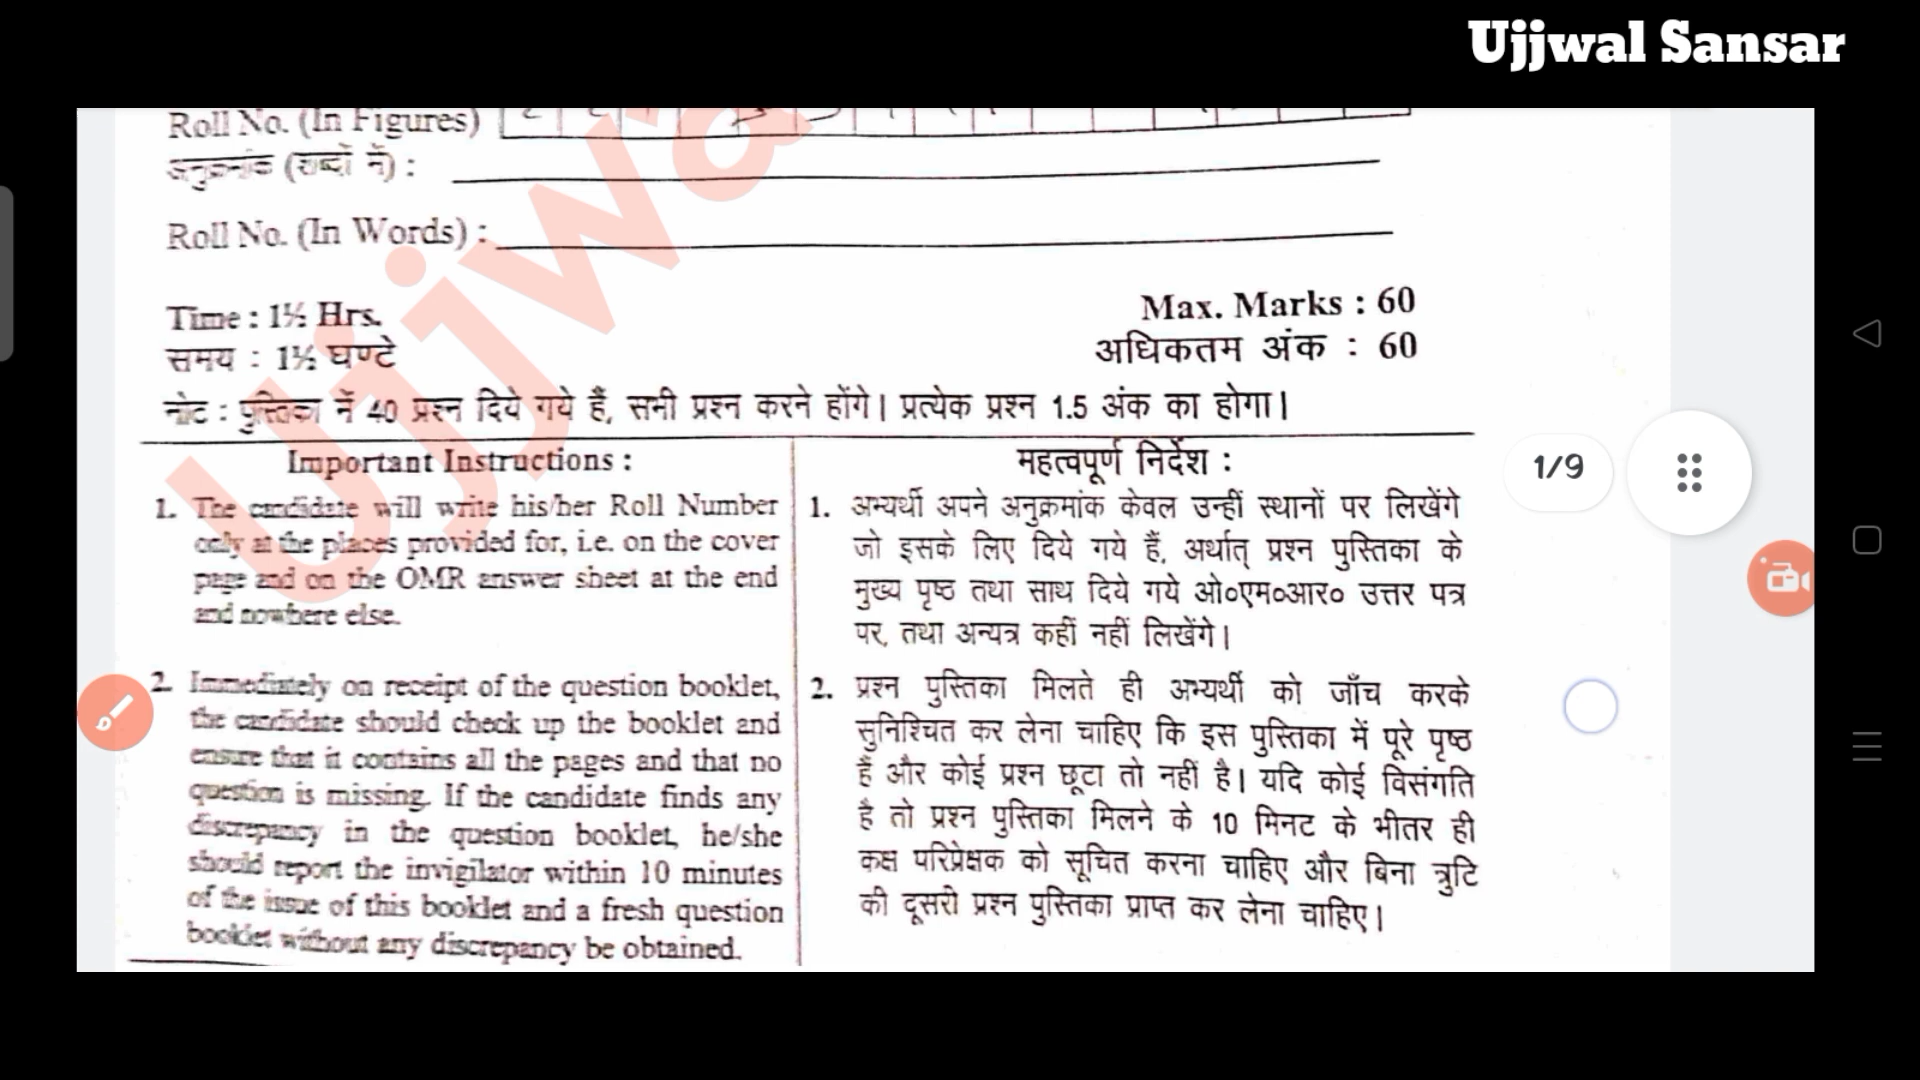 Ujjwal Sansar
Roll No. (In Figures)
अनुक्रमांक (शब्दों में) :
Roll No. (In Words) :
Time : 1½ Hrs.
Max. Marks : 60
समय : 1½ घण्टे
अधिकतम अंक : 60
नोट : पुस्तिका में 40 प्रश्न दिये गये हैं, सभी प्रश्न करने होंगे। प्रत्येक प्रश्न 1.5 अंक का होगा।
Important Instructions :
1. The candidate will write his/her Roll Number
only at the places provided for, i.e. on the cover
page and on the OMR answer sheet at the end
and nowhere else.
2. Immediately on receipt of the question booklet,
the candidate should check up the booklet and
ensure that it contains all the pages and that no
question is missing. If the candidate finds any
discrepancy in the question booklet, he/she
should report the invigilator within 10 minutes
of the issue of this booklet and a fresh question
booklet without any discrepancy be obtained.
महत्वपूर्ण निर्देश :
1. अभ्यर्थी अपने अनुक्रमांक केवल उन्हीं स्थानों पर लिखेंगे
जो इसके लिए दिये गये हैं, अर्थात् प्रश्न पुस्तिका के
मुख्य पृष्ठ तथा साथ दिये गये ओ०एम०आर० उत्तर पत्र
पर, तथा अन्यत्र कहीं नहीं लिखेंगे।
2. प्रश्न पुस्तिका मिलते ही अभ्यर्थी को जाँच करके
सुनिश्चित कर लेना चाहिए कि इस पुस्तिका में पूरे पृष्ठ
हैं और कोई प्रश्न छूटा तो नहीं है। यदि कोई विसंगति
है तो प्रश्न पुस्तिका मिलने के 10 मिनट के भीतर ही
कक्ष परिप्रेक्षक को सूचित करना चाहिए और बिना त्रुटि
की दूसरी प्रश्न पुस्तिका प्राप्त कर लेना चाहिए।
1/9
Ujjwa